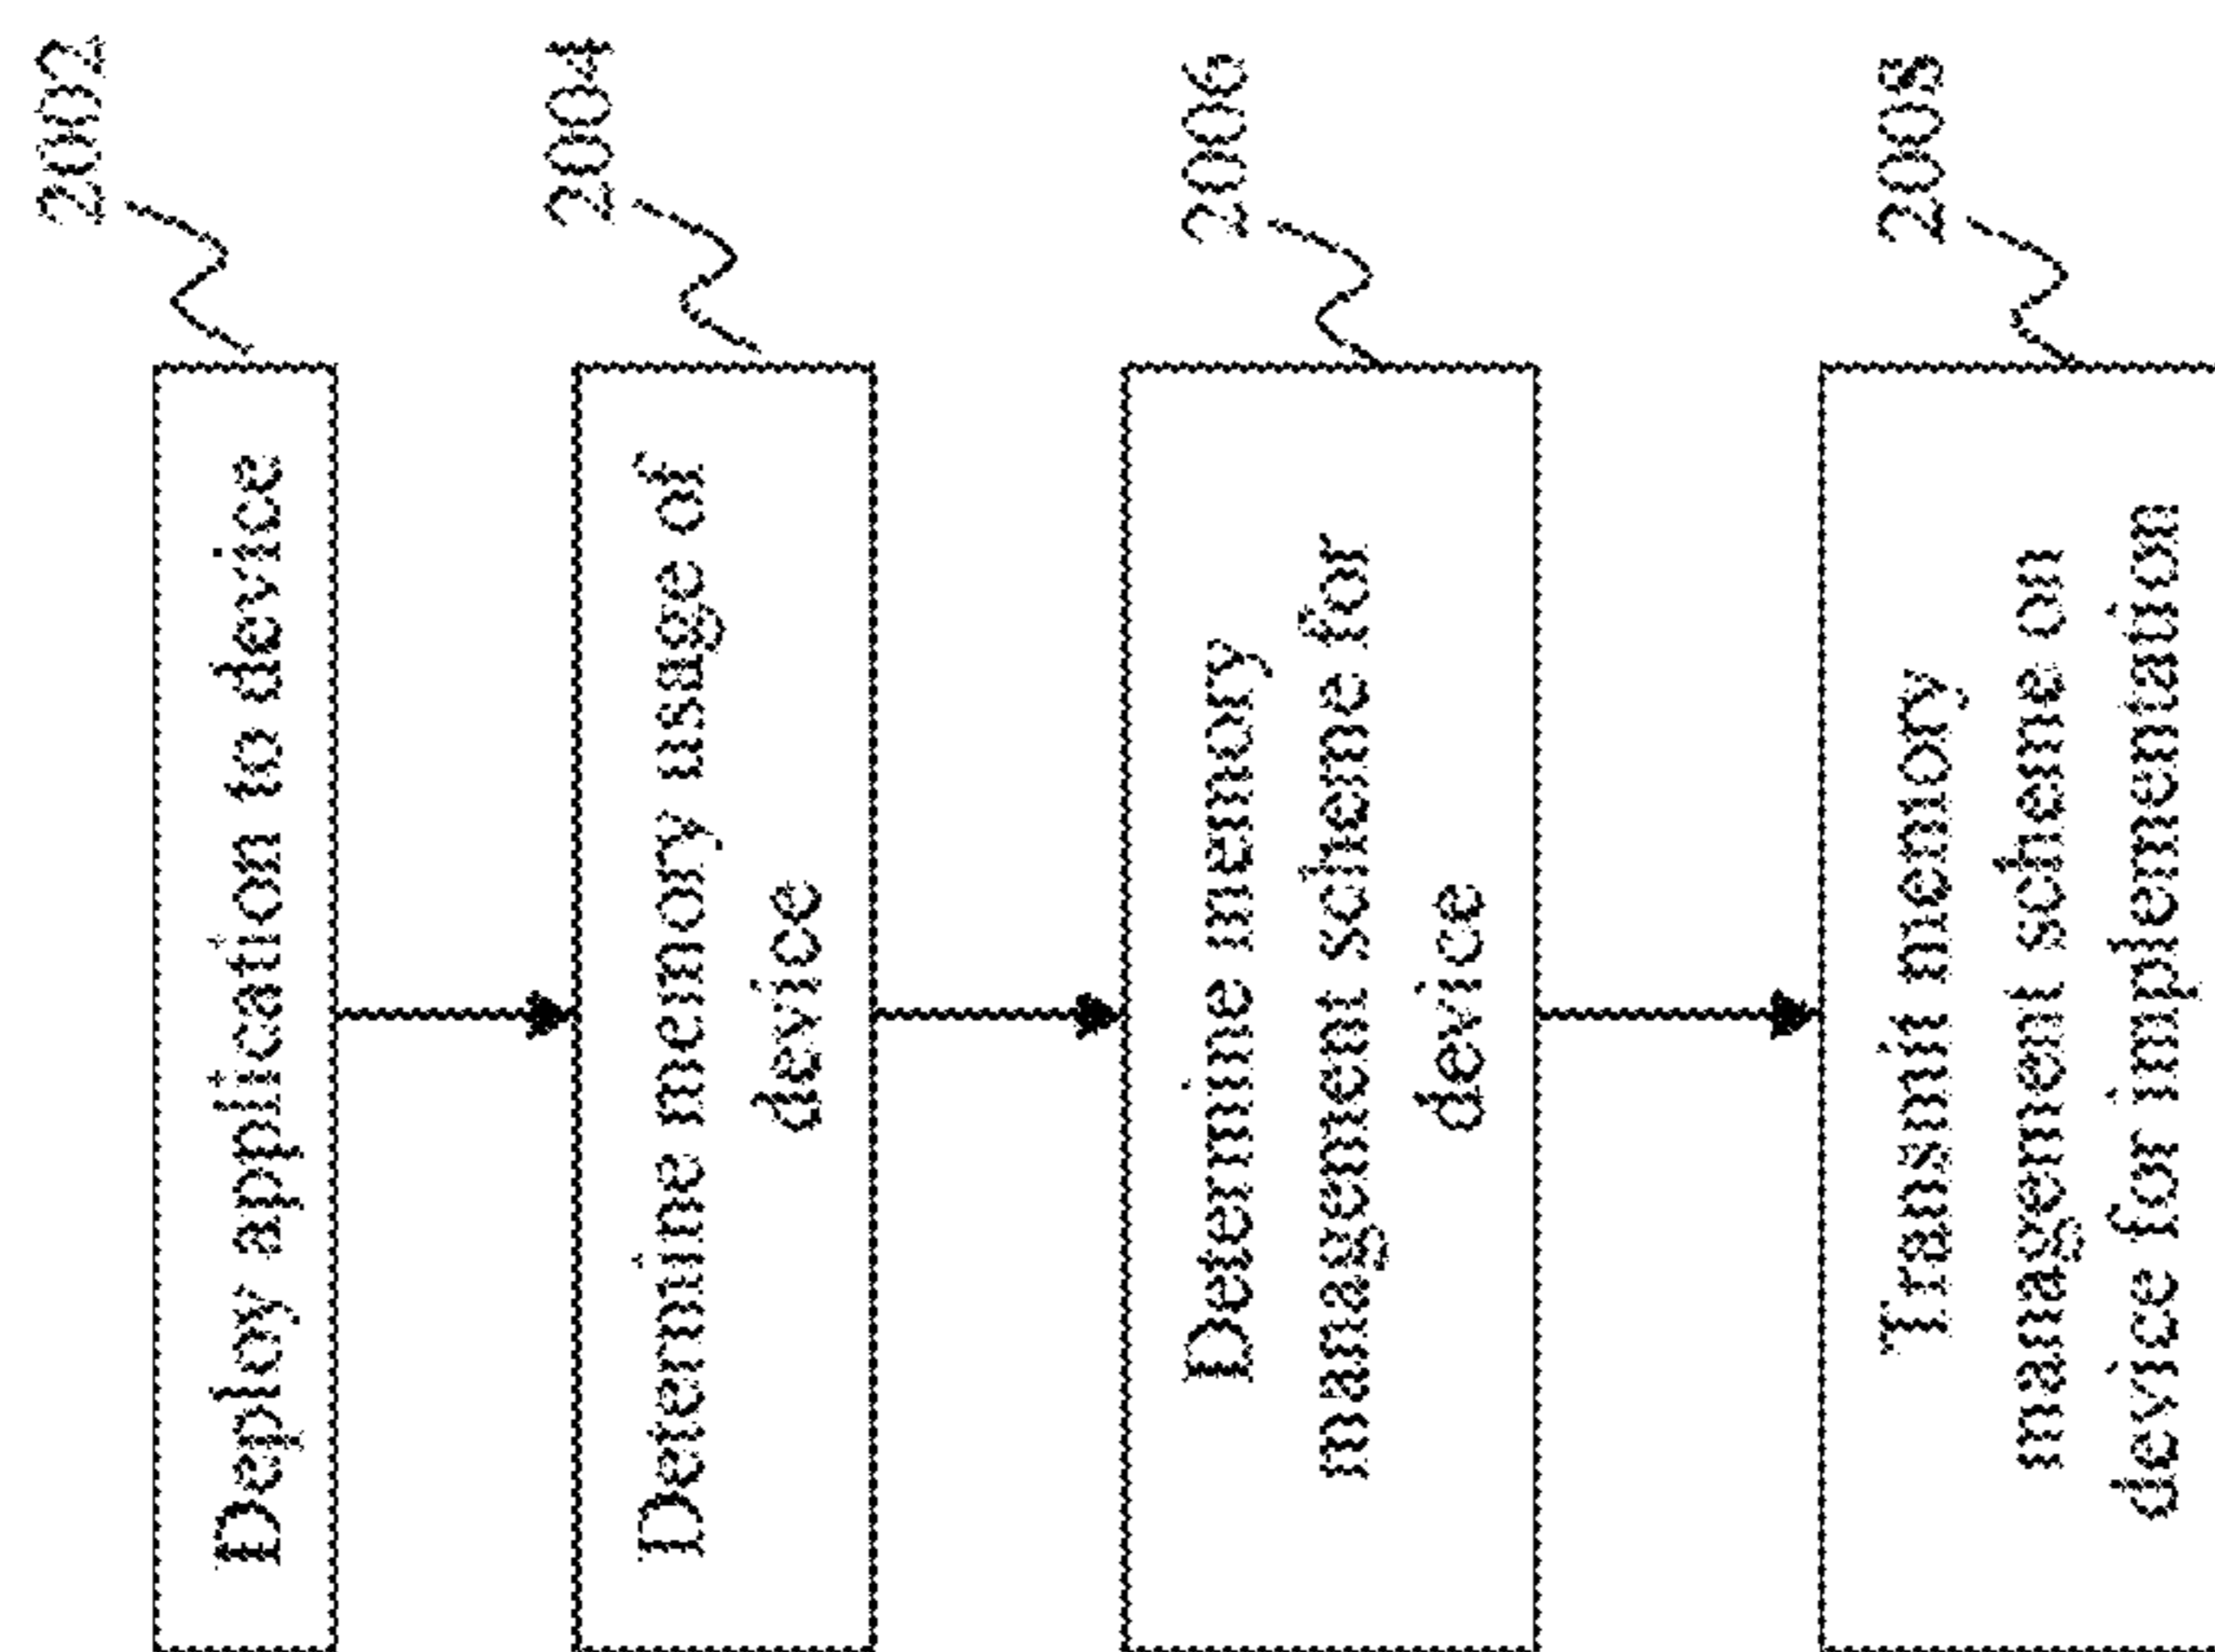 2002
Deploy application to device
2004
Determine memory usage of
device
2006
Determine memory
management scheme for
device
2008
Transmit memory
management scheme on
device for implementation